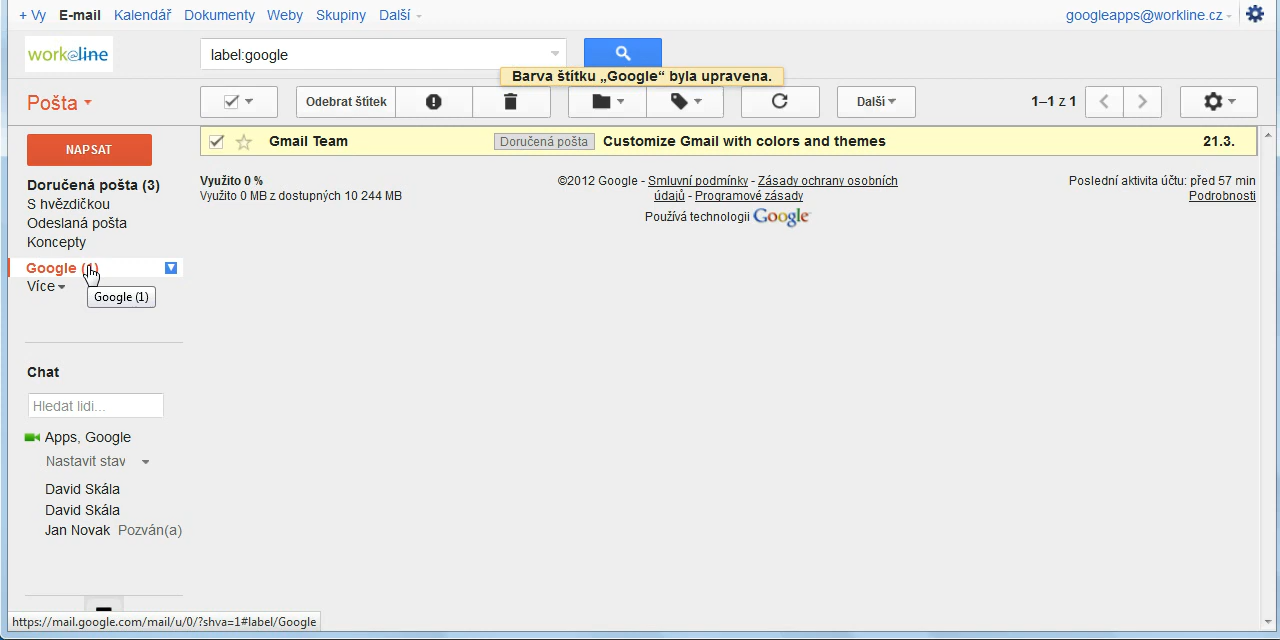 + Vy E-mail Kalendář Dokumenty Weby Skupiny Další googleapps@workline.cz
work@line label:google
Barva štítku „Google“ byla upravena.
Pošta Odebrat štítek Další 1–1 z 1
NAPSAT
Gmail Team Doručená pošta Customize Gmail with colors and themes 21.3.
Doručená pošta (3)
S hvězdičkou
Odeslaná pošta
Koncepty
Google (1)
Více
Google (1)
Využito 0 %
Využito 0 MB z dostupných 10 244 MB
©2012 Google - Smluvní podmínky - Zásady ochrany osobních
údajů - Programové zásady
Používá technologii Google
Poslední aktivita účtu: před 57 min
Podrobnosti
Chat
Hledat lidi...
Apps, Google
Nastavit stav
David Skála
David Skála
Jan Novak Pozván(a)
https://mail.google.com/mail/u/0/?shva=1#label/Google